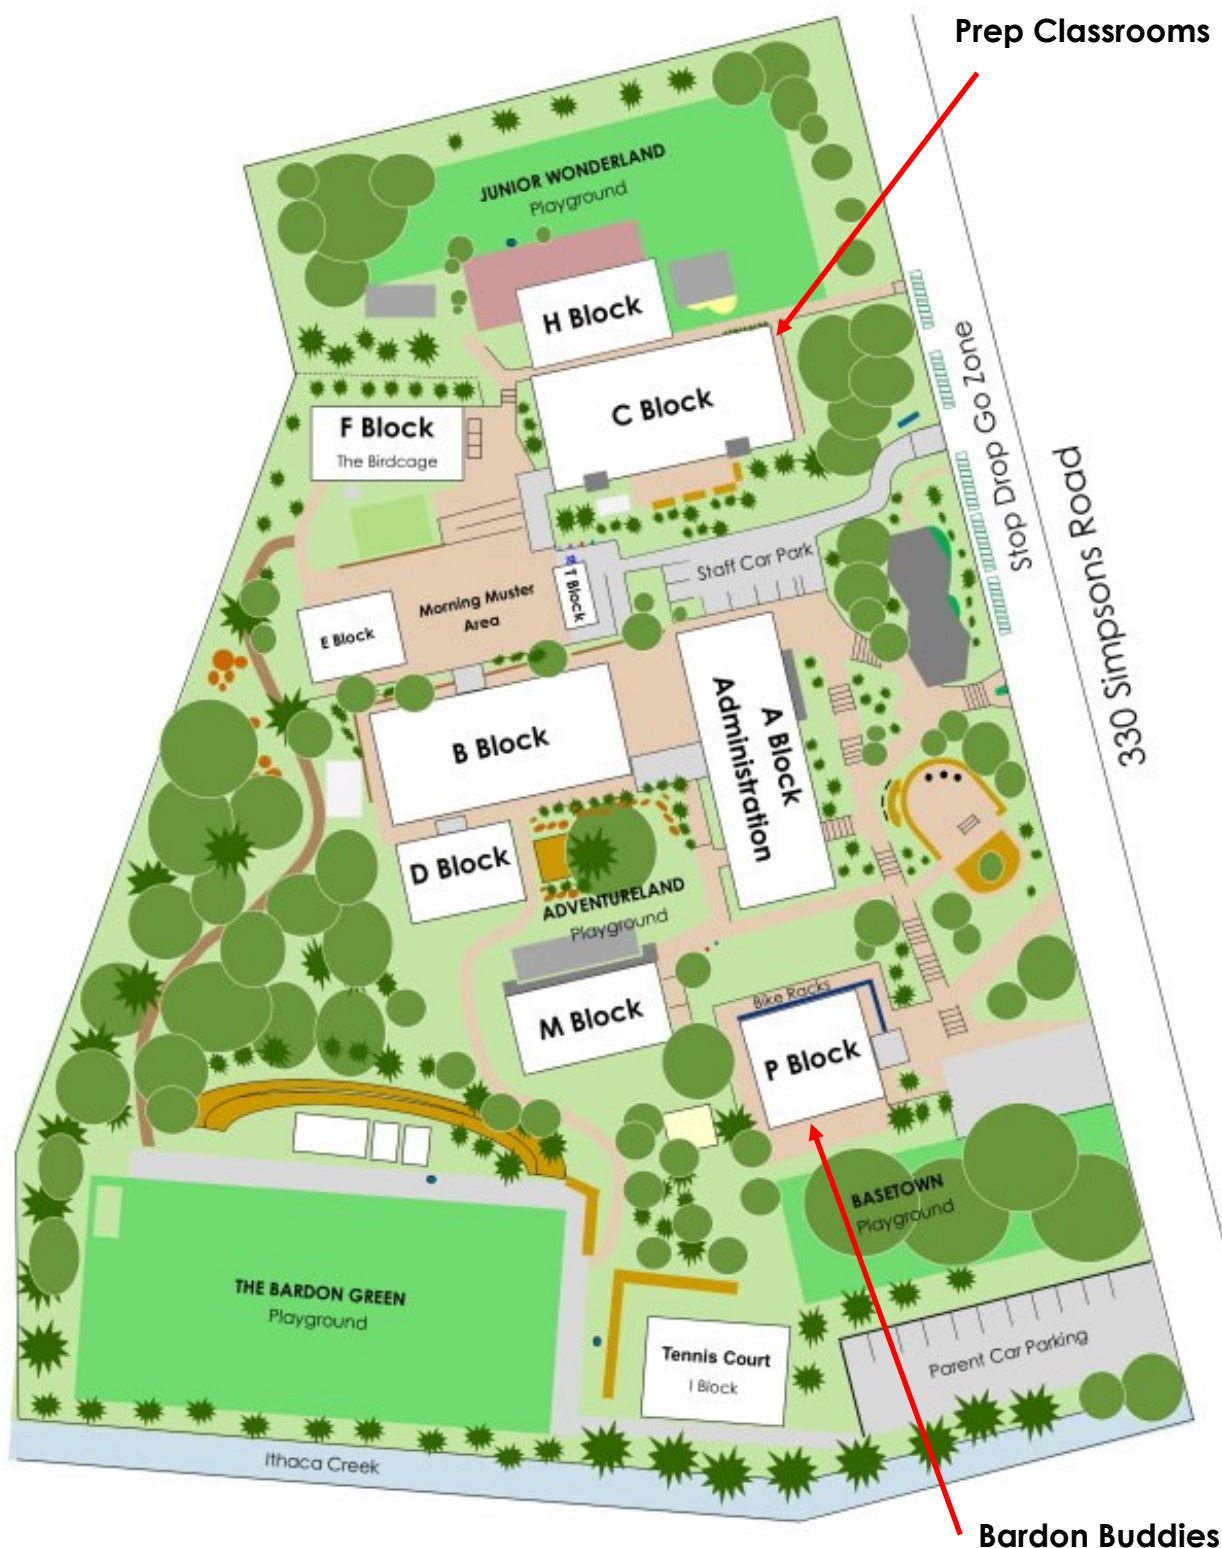 Prep Classrooms
JUNIOR WONDERLAND
Playground
H Block
C Block
Stop Drop Go Zone
330 Simpsons Road
F Block
The Birdcage
Staff Car Park
T Block
Morning Muster
Area
E Block
B Block
A Block
Administration
D Block
ADVENTURELAND
Playground
M Block
Bike Racks
P Block
BASETOWN
Playground
THE BARDON GREEN
Playground
Tennis Court
I Block
Parent Car Parking
Ithaca Creek
Bardon Buddies